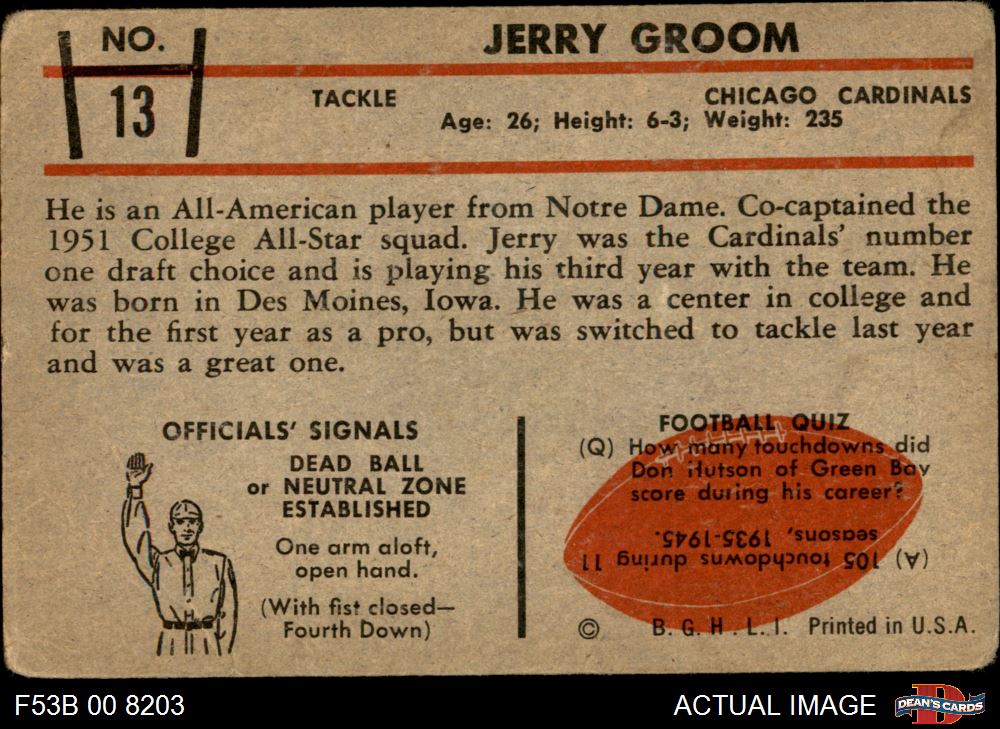 NO.
13
JERRY GROOM
TACKLE
CHICAGO CARDINALS
Age: 26; Height: 6-3; Weight: 235
He is an All-American player from Notre Dame. Co-captained the
1951 College All-Star squad. Jerry was the Cardinals' number
one draft choice and is playing his third year with the team. He
was born in Des Moines, Iowa. He was a center in college and
for the first year as a pro, but was switched to tackle last year
and was a great one.
OFFICIALS' SIGNALS
DEAD BALL
or NEUTRAL ZONE
ESTABLISHED
One arm aloft,
open hand.
(With fist closed—
Fourth Down)
FOOTBALL QUIZ
(Q) How many touchdowns did
Don Hutson of Green Bay
score during his career?
(A) 105 touchdowns during 11
seasons, 1935-1945.
© B. G. H. L. I. Printed in U.S.A.
F53B 00 8203
ACTUAL IMAGE
D
DEAN'S CARDS